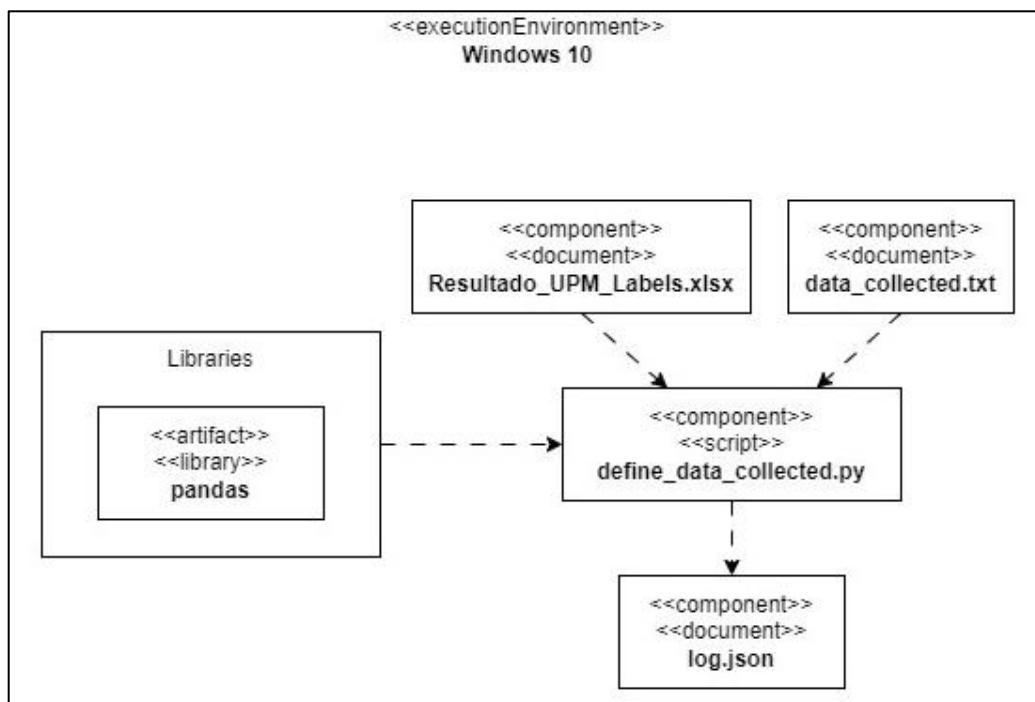 <<executionEnvironment>>
Windows 10
<<component>>
<<document>>
Resultado_UPM_Labels.xlsx
<<component>>
<<document>>
data_collected.txt
Libraries
<<artifact>>
<<library>>
pandas
<<component>>
<<script>>
define_data_collected.py
<<component>>
<<document>>
log.json